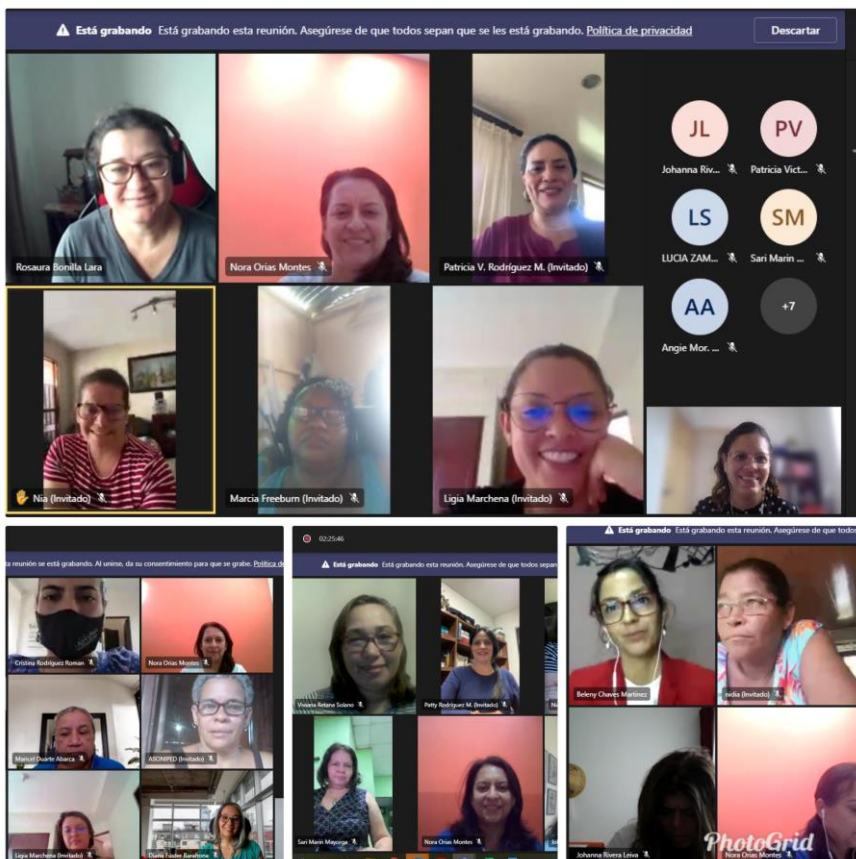 Está grabando Está grabando esta reunión. Asegúrese de que todos sepan que se les está grabando. Política de privacidad
Descartar
JL
PV
Johanna Riv...
Patricia Vict...
LS
SM
LUCIA ZAM...
Sari Marin ...
AA
+7
Angie Mor. ...
Rosaura Bonilla Lara
Nora Orias Montes
Patricia V. Rodríguez M. (Invitado)
Nia (Invitado)
Marcia Freeburn (Invitado)
Ligia Marchena (Invitado)
ta reunión se está grabando. Al unirse, da su consentimiento para que se grabe. Política de
Cristina Rodríguez Roman
Nora Orias Montes
Maricel Duarte Abarca
ASONIPED (Invitado)
Ligia Marchena (Invitado)
02:25:46
Está grabando Está grabando esta reunión. Asegúrese de que todos sepan
Viviana Retana Solano
Patty Rodríguez M. (Invitado)
Sari Marin Mayorga
Nora Orias Montes
Está grabando Está grabando esta reunión. Asegúrese de que todos
Beleny Chaves Martínez
nidia (Invitado)
Johanna Rivera Leiva
Nora Orias Montes
PhotoGrid